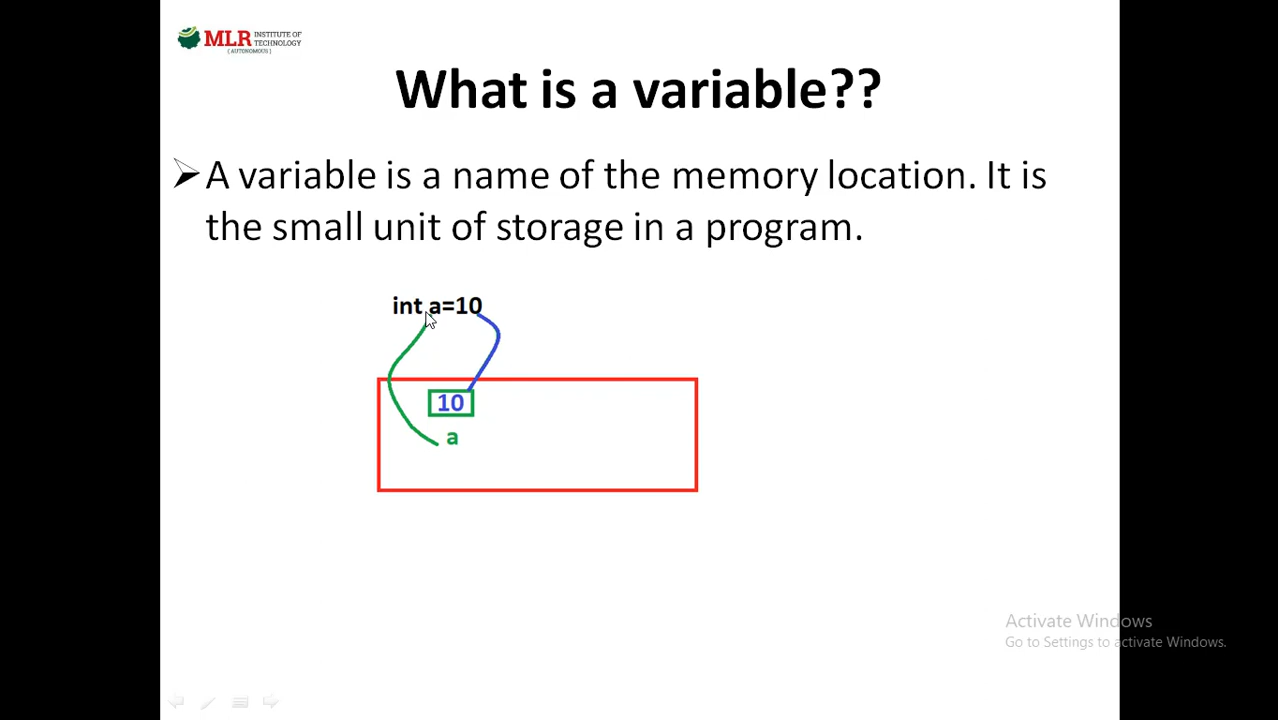 MLR INSTITUTE OF
TECHNOLOGY
(AUTONOMOUS)
What is a variable??
A variable is a name of the memory location. It is
the small unit of storage in a program.
int a=10
10
a
Activate Windows
Go to Settings to activate Windows.